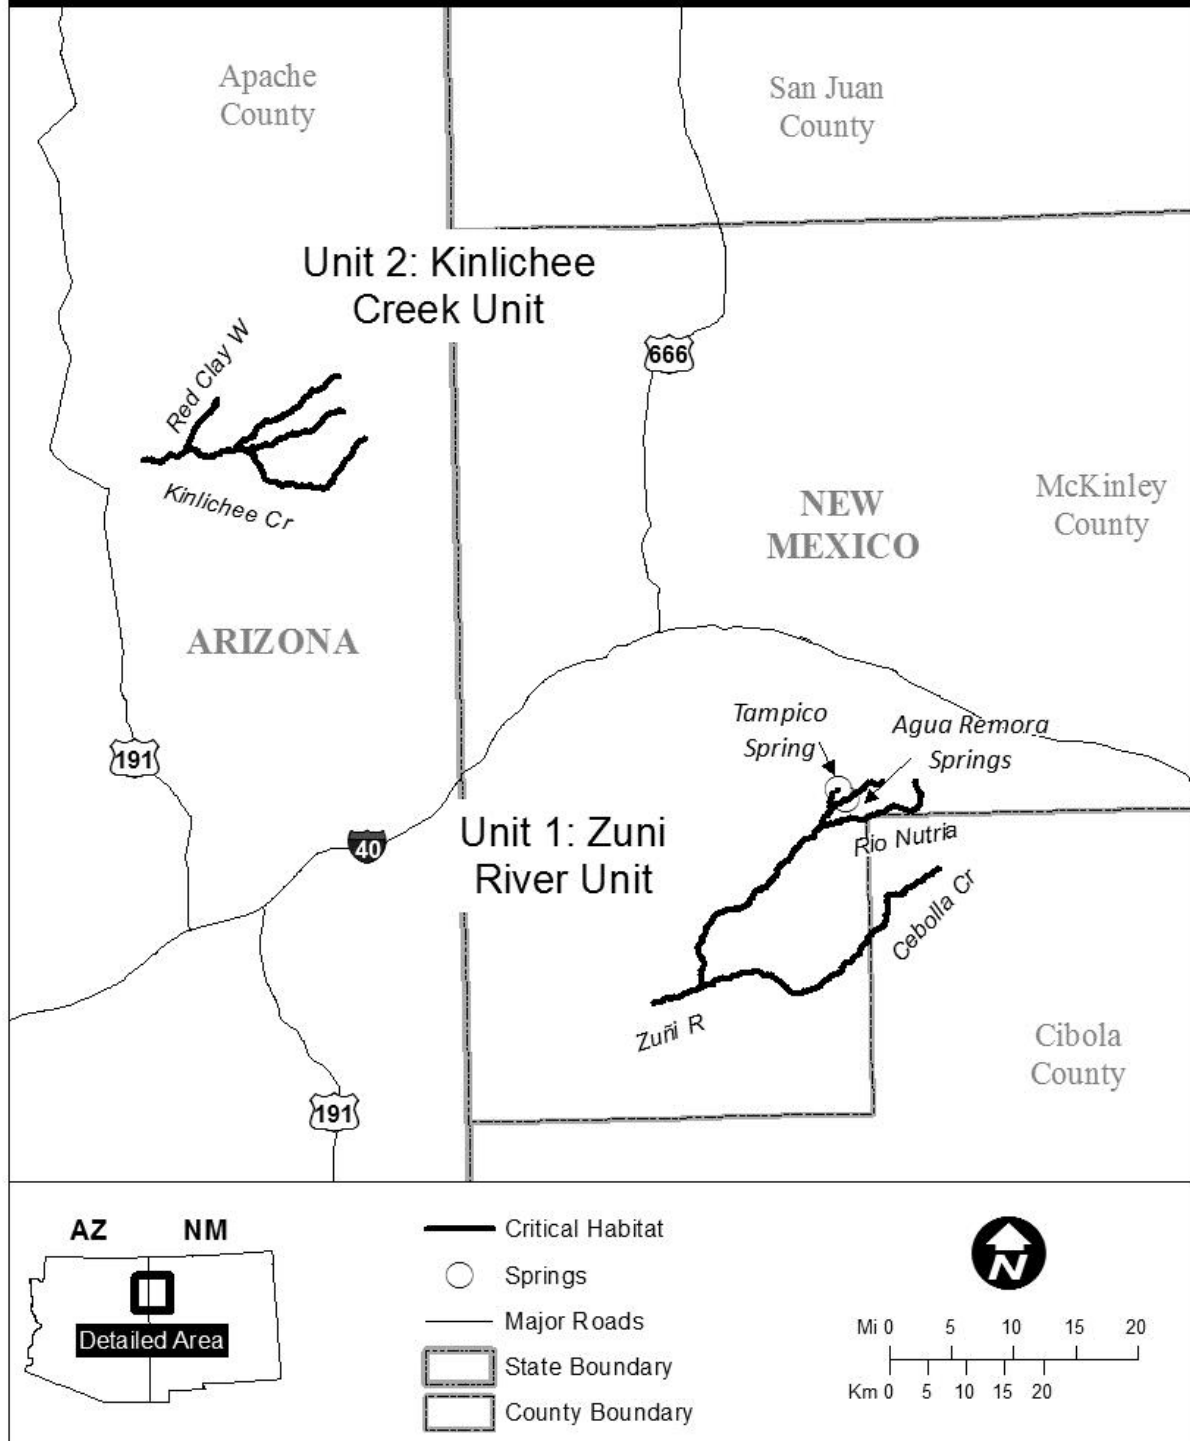 Apache
County
San Juan
County
Unit 2: Kinlichee
Creek Unit
666
Red Clay W
Kinlichee Cr
NEW
MEXICO
McKinley
County
ARIZONA
Tampico
Spring
Agua Remora
Springs
191
Unit 1: Zuni
River Unit
40
Rio Nutria
Cebolla Cr
Zuñi R
Cibola
County
191
AZ NM
Detailed Area
Critical Habitat
Springs
Major Roads
State Boundary
County Boundary
N
Mi 0 5 10 15 20
Km 0 5 10 15 20